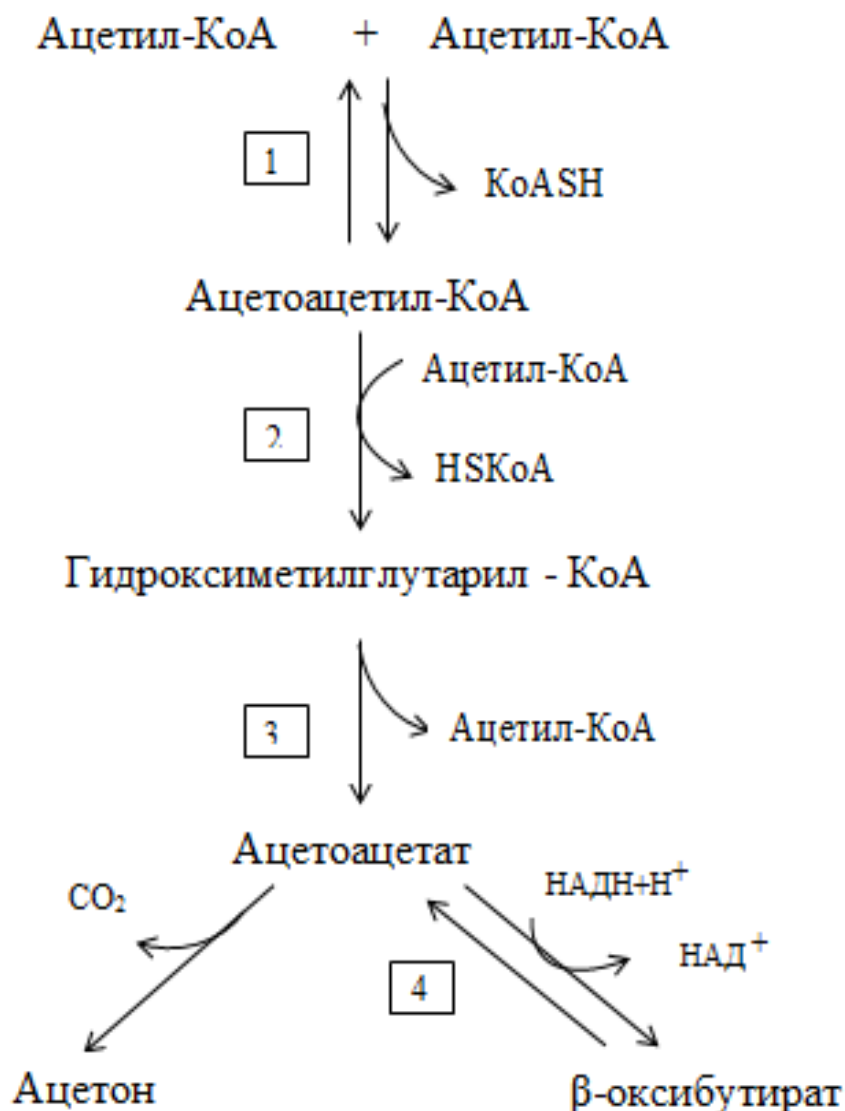 Ацетил-КоА + Ацетил-КоА
1
KoASH
Ацетоацетил-КоА
Ацетил-КоА
2
HSKoA
Гидроксиметилглутарил - КоА
3
Ацетил-КоА
Ацетоацетат
CO₂
НАДН+Н⁺
НАД⁺
4
Ацетон
β-оксибутират